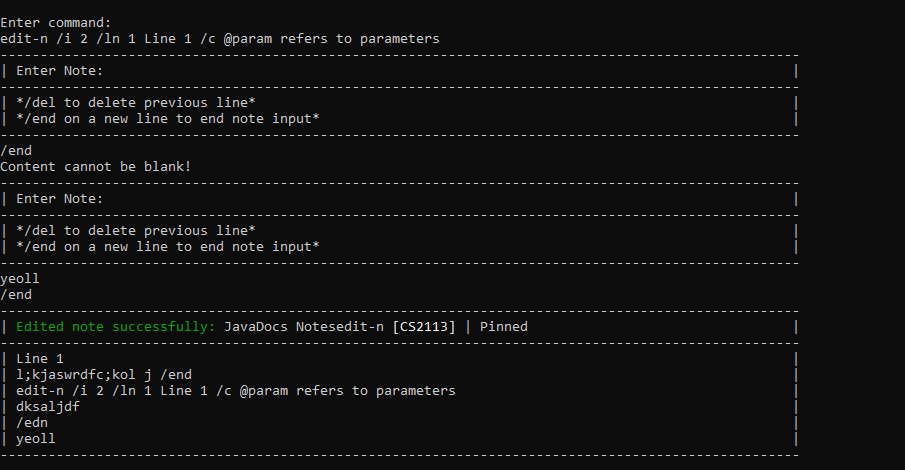 Enter command:
edit-n /i 2 /ln 1 Line 1 /c @param refers to parameters
----------------------------------------------------------------------------------------------------
| Enter Note: |
----------------------------------------------------------------------------------------------------
| */del to delete previous line* |
| */end on a new line to end note input* |
----------------------------------------------------------------------------------------------------
/end
Content cannot be blank!
----------------------------------------------------------------------------------------------------
| Enter Note: |
----------------------------------------------------------------------------------------------------
| */del to delete previous line* |
| */end on a new line to end note input* |
----------------------------------------------------------------------------------------------------
yeoll
/end
----------------------------------------------------------------------------------------------------
| Edited note successfully: JavaDocs Notesedit-n [CS2113] | Pinned |
----------------------------------------------------------------------------------------------------
| Line 1 |
| l;kjaswrdfc;kol j /end |
| edit-n /i 2 /ln 1 Line 1 /c @param refers to parameters |
| dksaljdf |
| /edn |
| yeoll |
----------------------------------------------------------------------------------------------------